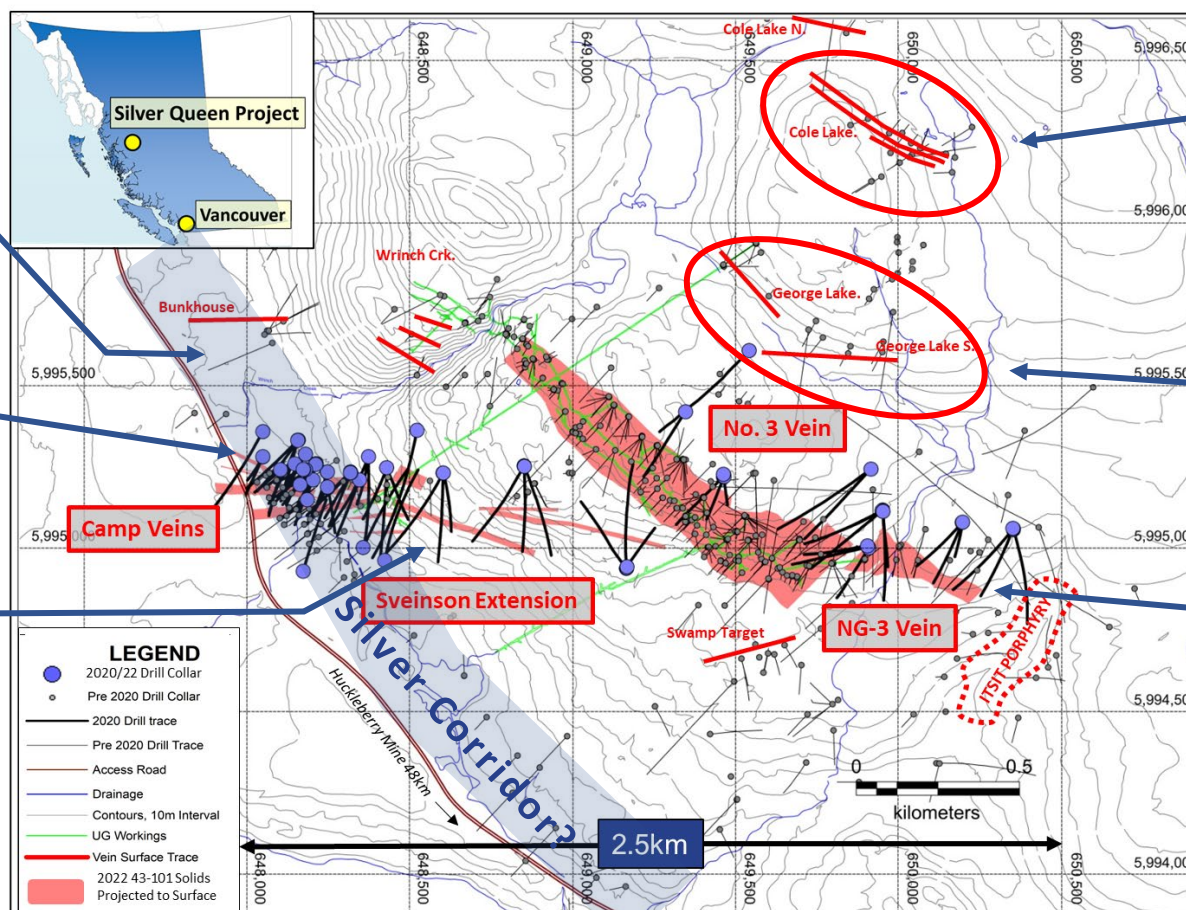 Silver Queen Project
Vancouver
Cole Lake N.
Cole Lake.
Wrinch Crk.
Bunkhouse
George Lake.
George Lake S.
No. 3 Vein
Camp Veins
Sveinson Extension
NG-3 Vein
Swamp Target
ITSIT PORPHYRY
Silver Corridor?
Huckleberry Mine 48km
648,500
649,000
649,500
650,000
650,500
5,996,50
5,996,000
5,995,500
5,995,500
5,995,000
5,995,000
5,994,500
5,994,00
0 0.5
kilometers
2.5km
648,000
648,500
649,000
649,500
650,000
650,500
LEGEND
2020/22 Drill Collar
Pre 2020 Drill Collar
2020 Drill trace
Pre 2020 Drill Trace
Access Road
Drainage
Contours, 10m Interval
UG Workings
Vein Surface Trace
2022 43-101 Solids
Projected to Surface